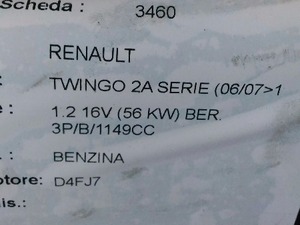 Scheda : 3460
RENAULT
: TWINGO 2A SERIE (06/07>1
: 1.2 16V (56 KW) BER.
3P/B/1149CC
: BENZINA
otore: D4FJ7
is.: